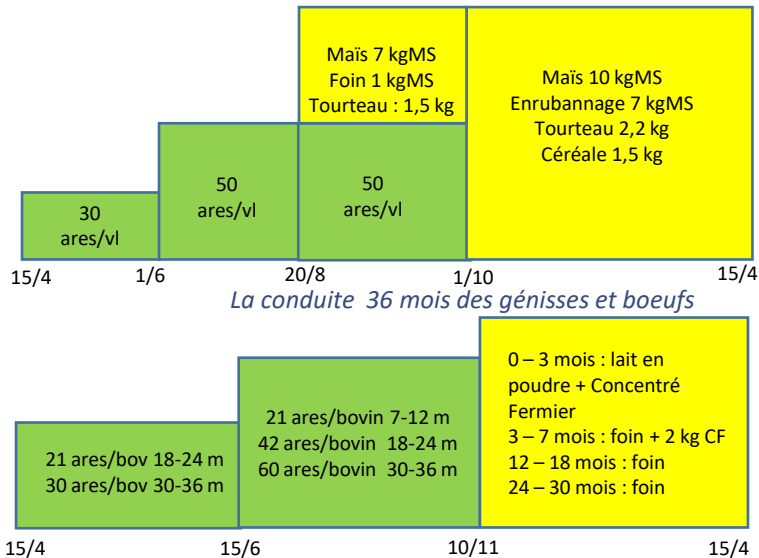 Maïs 7 kgMS
Foin 1 kgMS
Tourteau : 1,5 kg
Maïs 10 kgMS
Enrubannage 7 kgMS
Tourteau 2,2 kg
Céréale 1,5 kg
30
ares/vl
50
ares/vl
50
ares/vl
15/4
1/6
20/8
1/10
15/4
La conduite 36 mois des génisses et boeufs
21 ares/bov 18-24 m
30 ares/bov 30-36 m
21 ares/bovin 7-12 m
42 ares/bovin 18-24 m
60 ares/bovin 30-36 m
0 – 3 mois : lait en
poudre + Concentré
Fermier
3 – 7 mois : foin + 2 kg CF
12 – 18 mois : foin
24 – 30 mois : foin
15/4
15/6
10/11
15/4